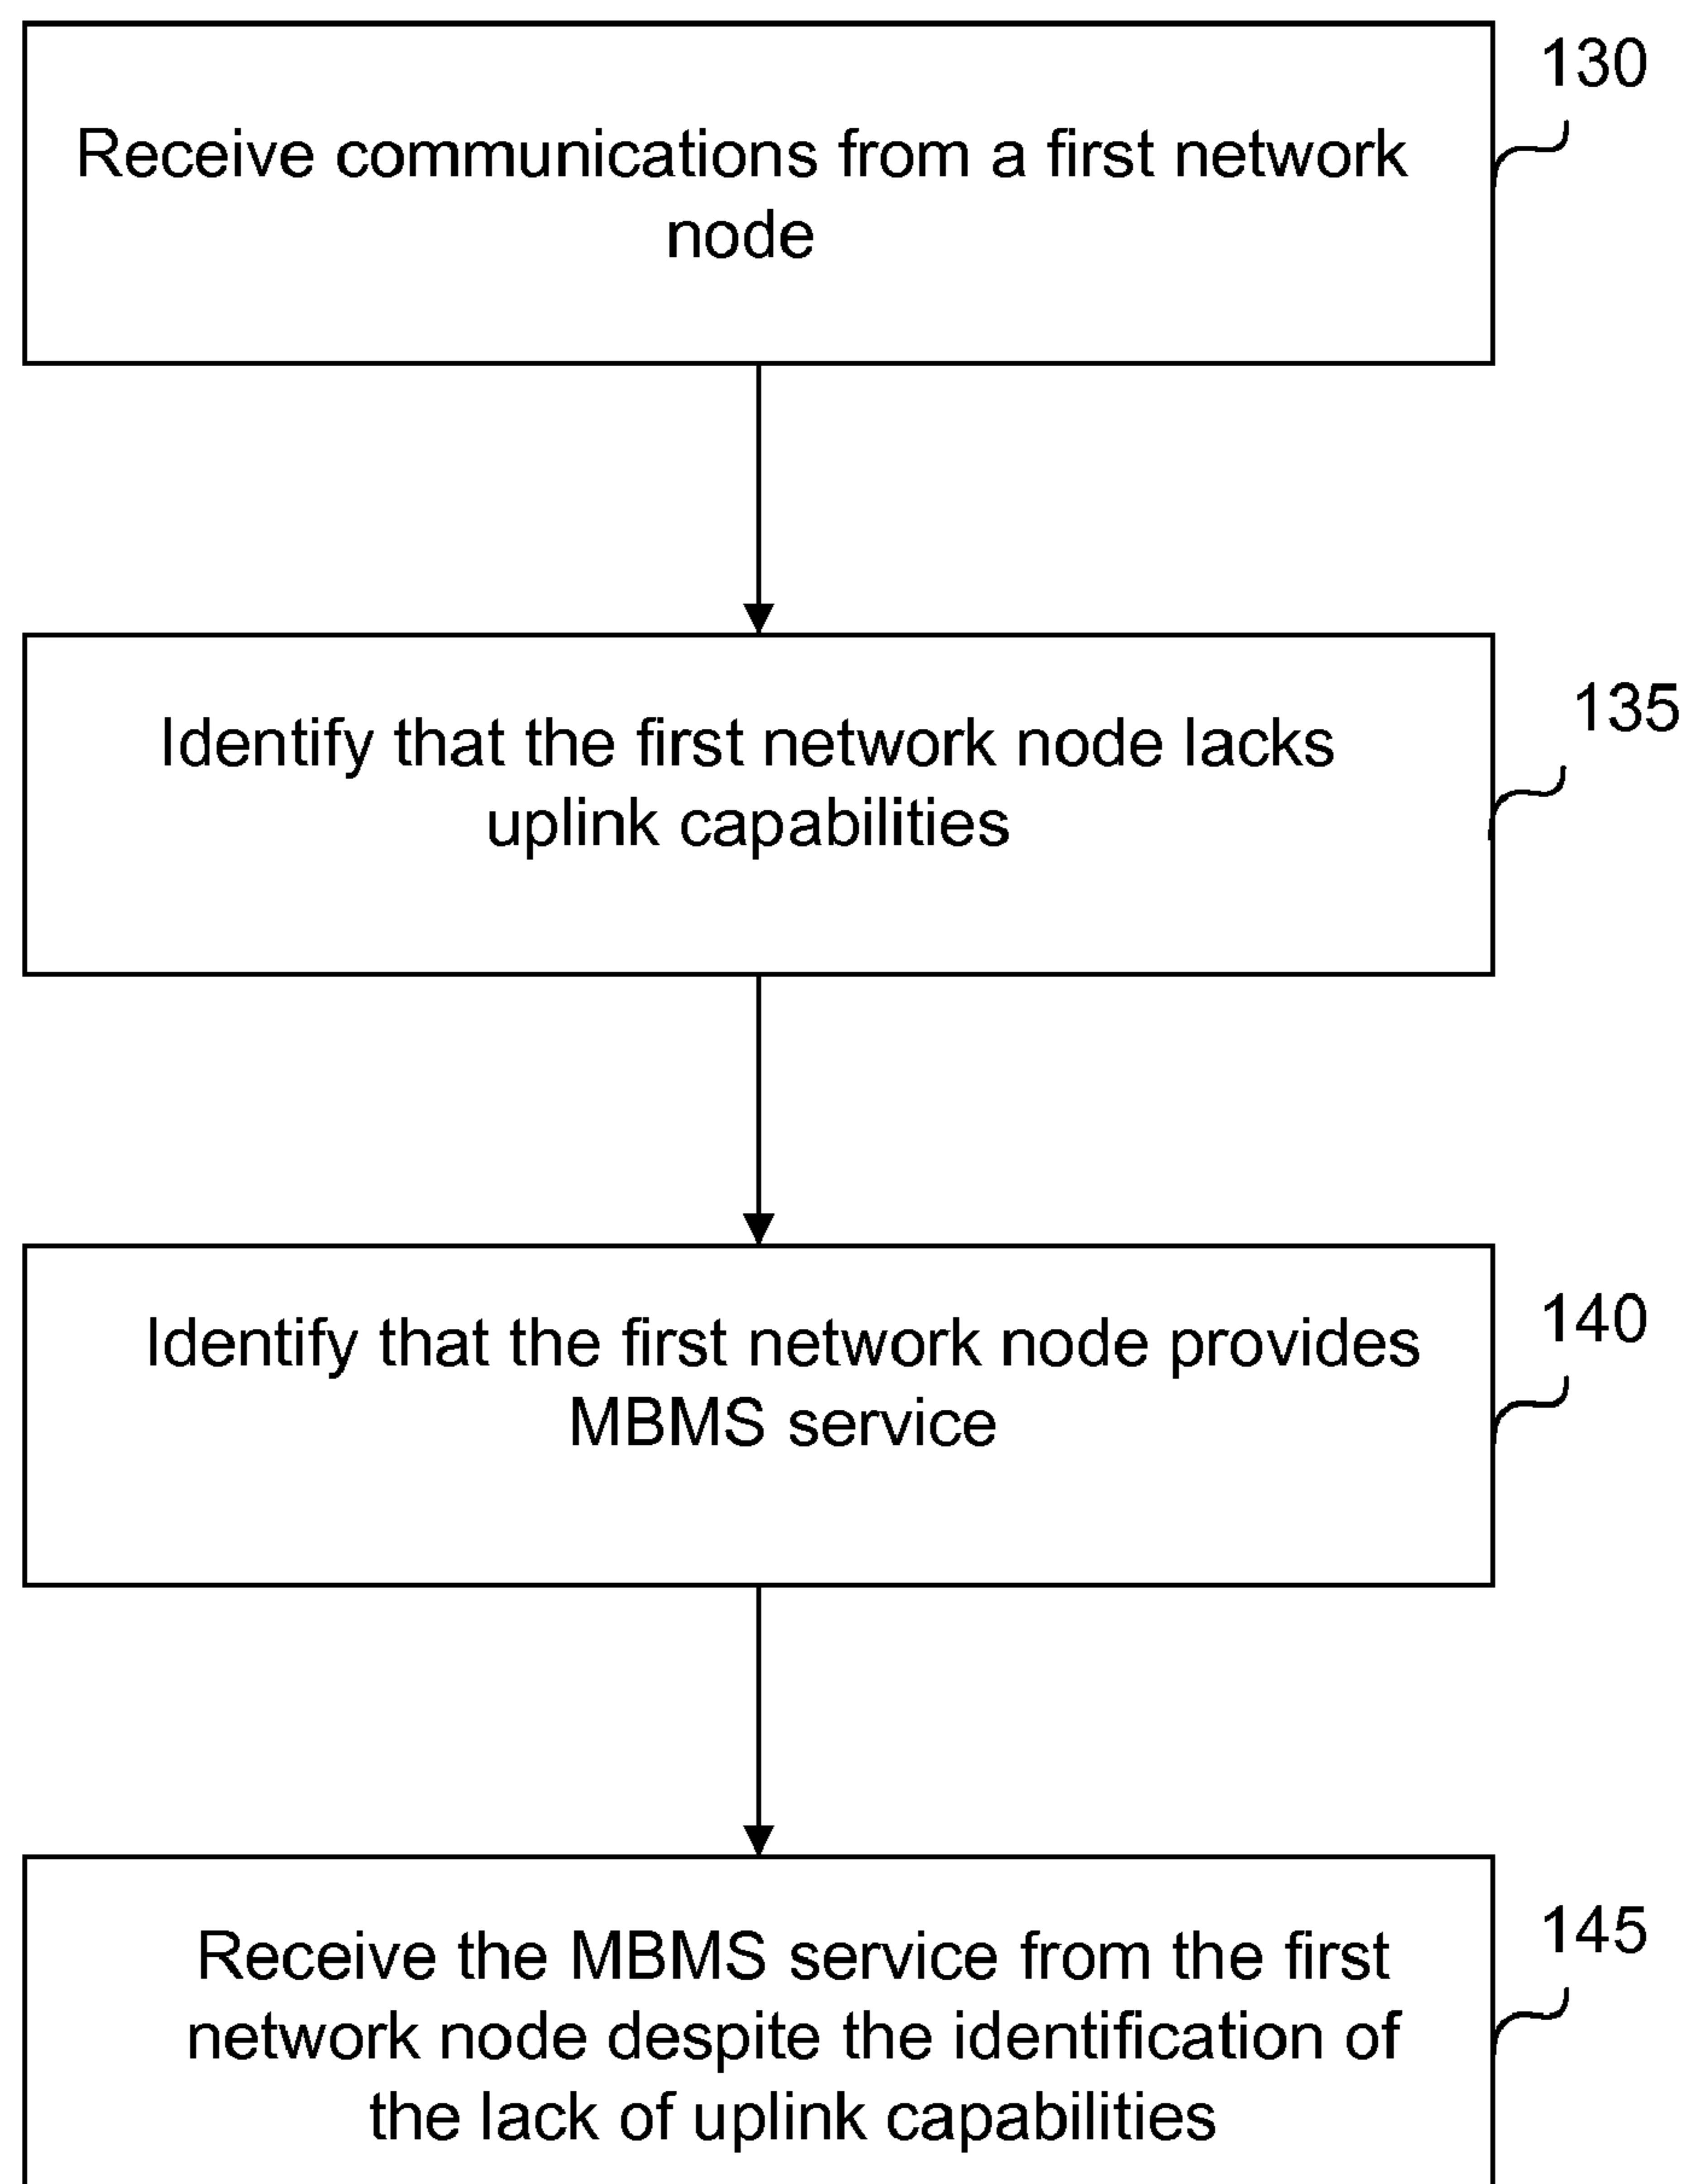 130
Receive communications from a first network
node
135
Identify that the first network node lacks
uplink capabilities
140
Identify that the first network node provides
MBMS service
145
Receive the MBMS service from the first
network node despite the identification of
the lack of uplink capabilities